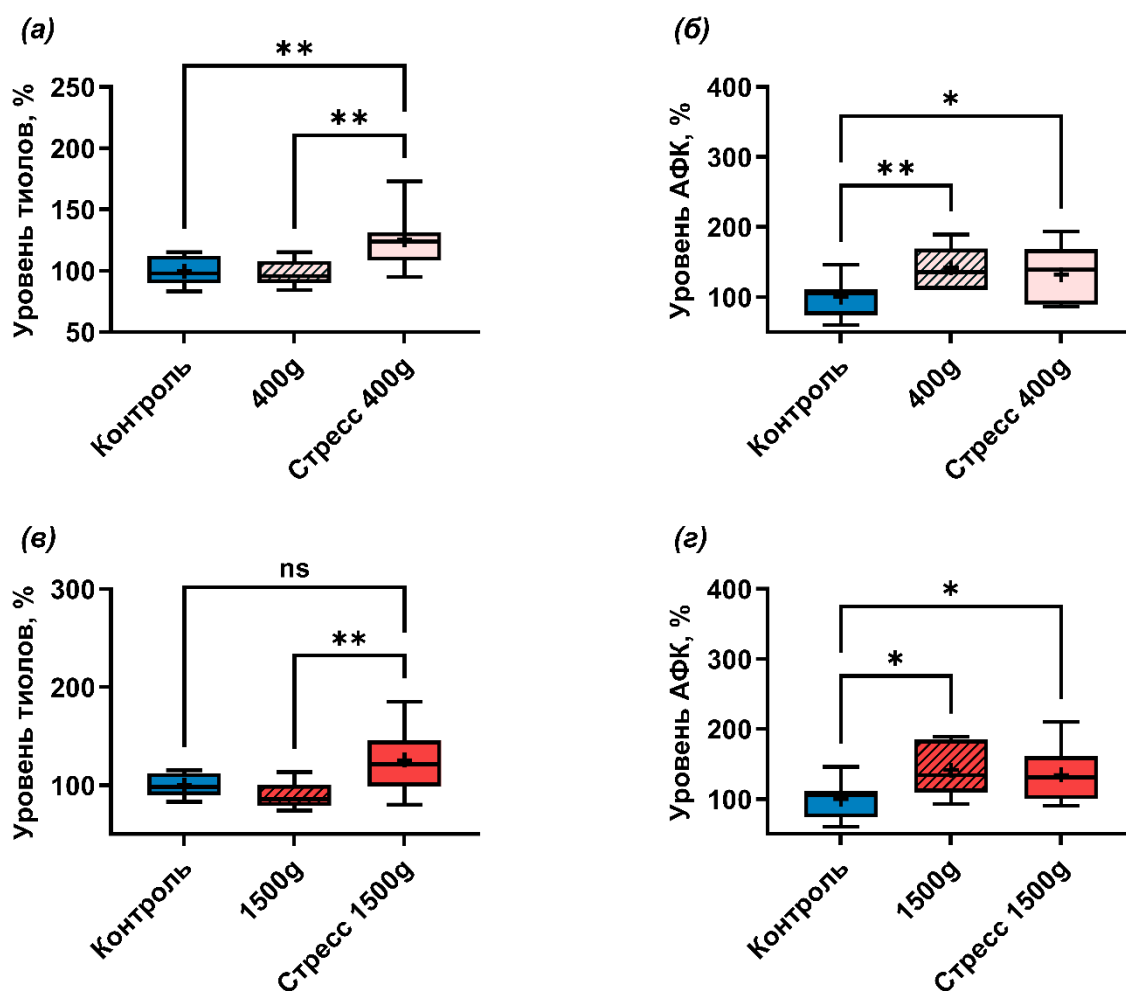 (а)
Уровень тиолов, %
250
200
150
100
50
**
**
Контроль
400g
Стресс 400g
(б)
Уровень АФК, %
400
300
200
100
*
**
Контроль
400g
Стресс 400g
(в)
Уровень тиолов, %
300
200
100
ns
**
Контроль
1500g
Стресс 1500g
(г)
Уровень АФК, %
400
300
200
100
*
*
Контроль
1500g
Стресс 1500g